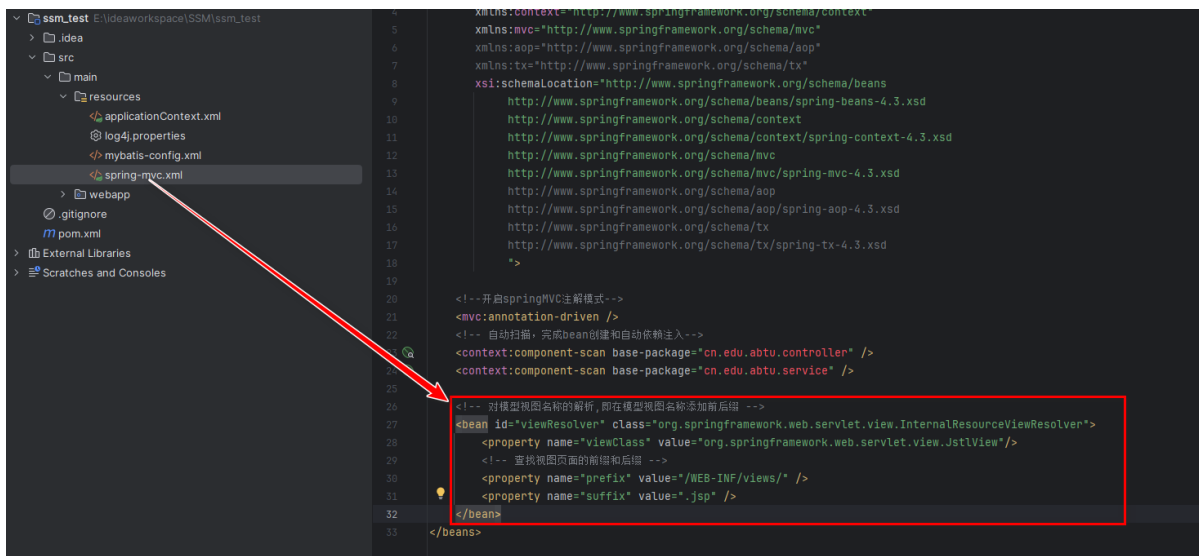 ssm_test E:\ideaworkspace\SSM\ssm_test
.idea
src
main
resources
applicationContext.xml
log4j.properties
mybatis-config.xml
spring-mvc.xml
webapp
.gitignore
pom.xml
External Libraries
Scratches and Consoles
4 xmlns:context="http://www.springframework.org/schema/context"
5 xmlns:mvc="http://www.springframework.org/schema/mvc"
6 xmlns:aop="http://www.springframework.org/schema/aop"
7 xmlns:tx="http://www.springframework.org/schema/tx"
8 xsi:schemaLocation="http://www.springframework.org/schema/beans
9 http://www.springframework.org/schema/beans/spring-beans-4.3.xsd
10 http://www.springframework.org/schema/context
11 http://www.springframework.org/schema/context/spring-context-4.3.xsd
12 http://www.springframework.org/schema/mvc
13 http://www.springframework.org/schema/mvc/spring-mvc-4.3.xsd
14 http://www.springframework.org/schema/aop
15 http://www.springframework.org/schema/aop/spring-aop-4.3.xsd
16 http://www.springframework.org/schema/tx
17 http://www.springframework.org/schema/tx/spring-tx-4.3.xsd
18 ">
19
20 <!--开启springMVC注解模式-->
21 <mvc:annotation-driven />
22 <!-- 自动扫描，完成bean创建和自动依赖注入-->
<context:component-scan base-package="cn.edu.abtu.controller" />
<context:component-scan base-package="cn.edu.abtu.service" />
25
26 <!-- 对模型视图名称的解析,即在模型视图名称添加前后缀 -->
27 <bean id="viewResolver" class="org.springframework.web.servlet.view.InternalResourceViewResolver">
28 <property name="viewClass" value="org.springframework.web.servlet.view.JstlView"/>
29 <!-- 查找视图页面的前缀和后缀 -->
30 <property name="prefix" value="/WEB-INF/views/" />
31 <property name="suffix" value=".jsp" />
32 </bean>
33 </beans>